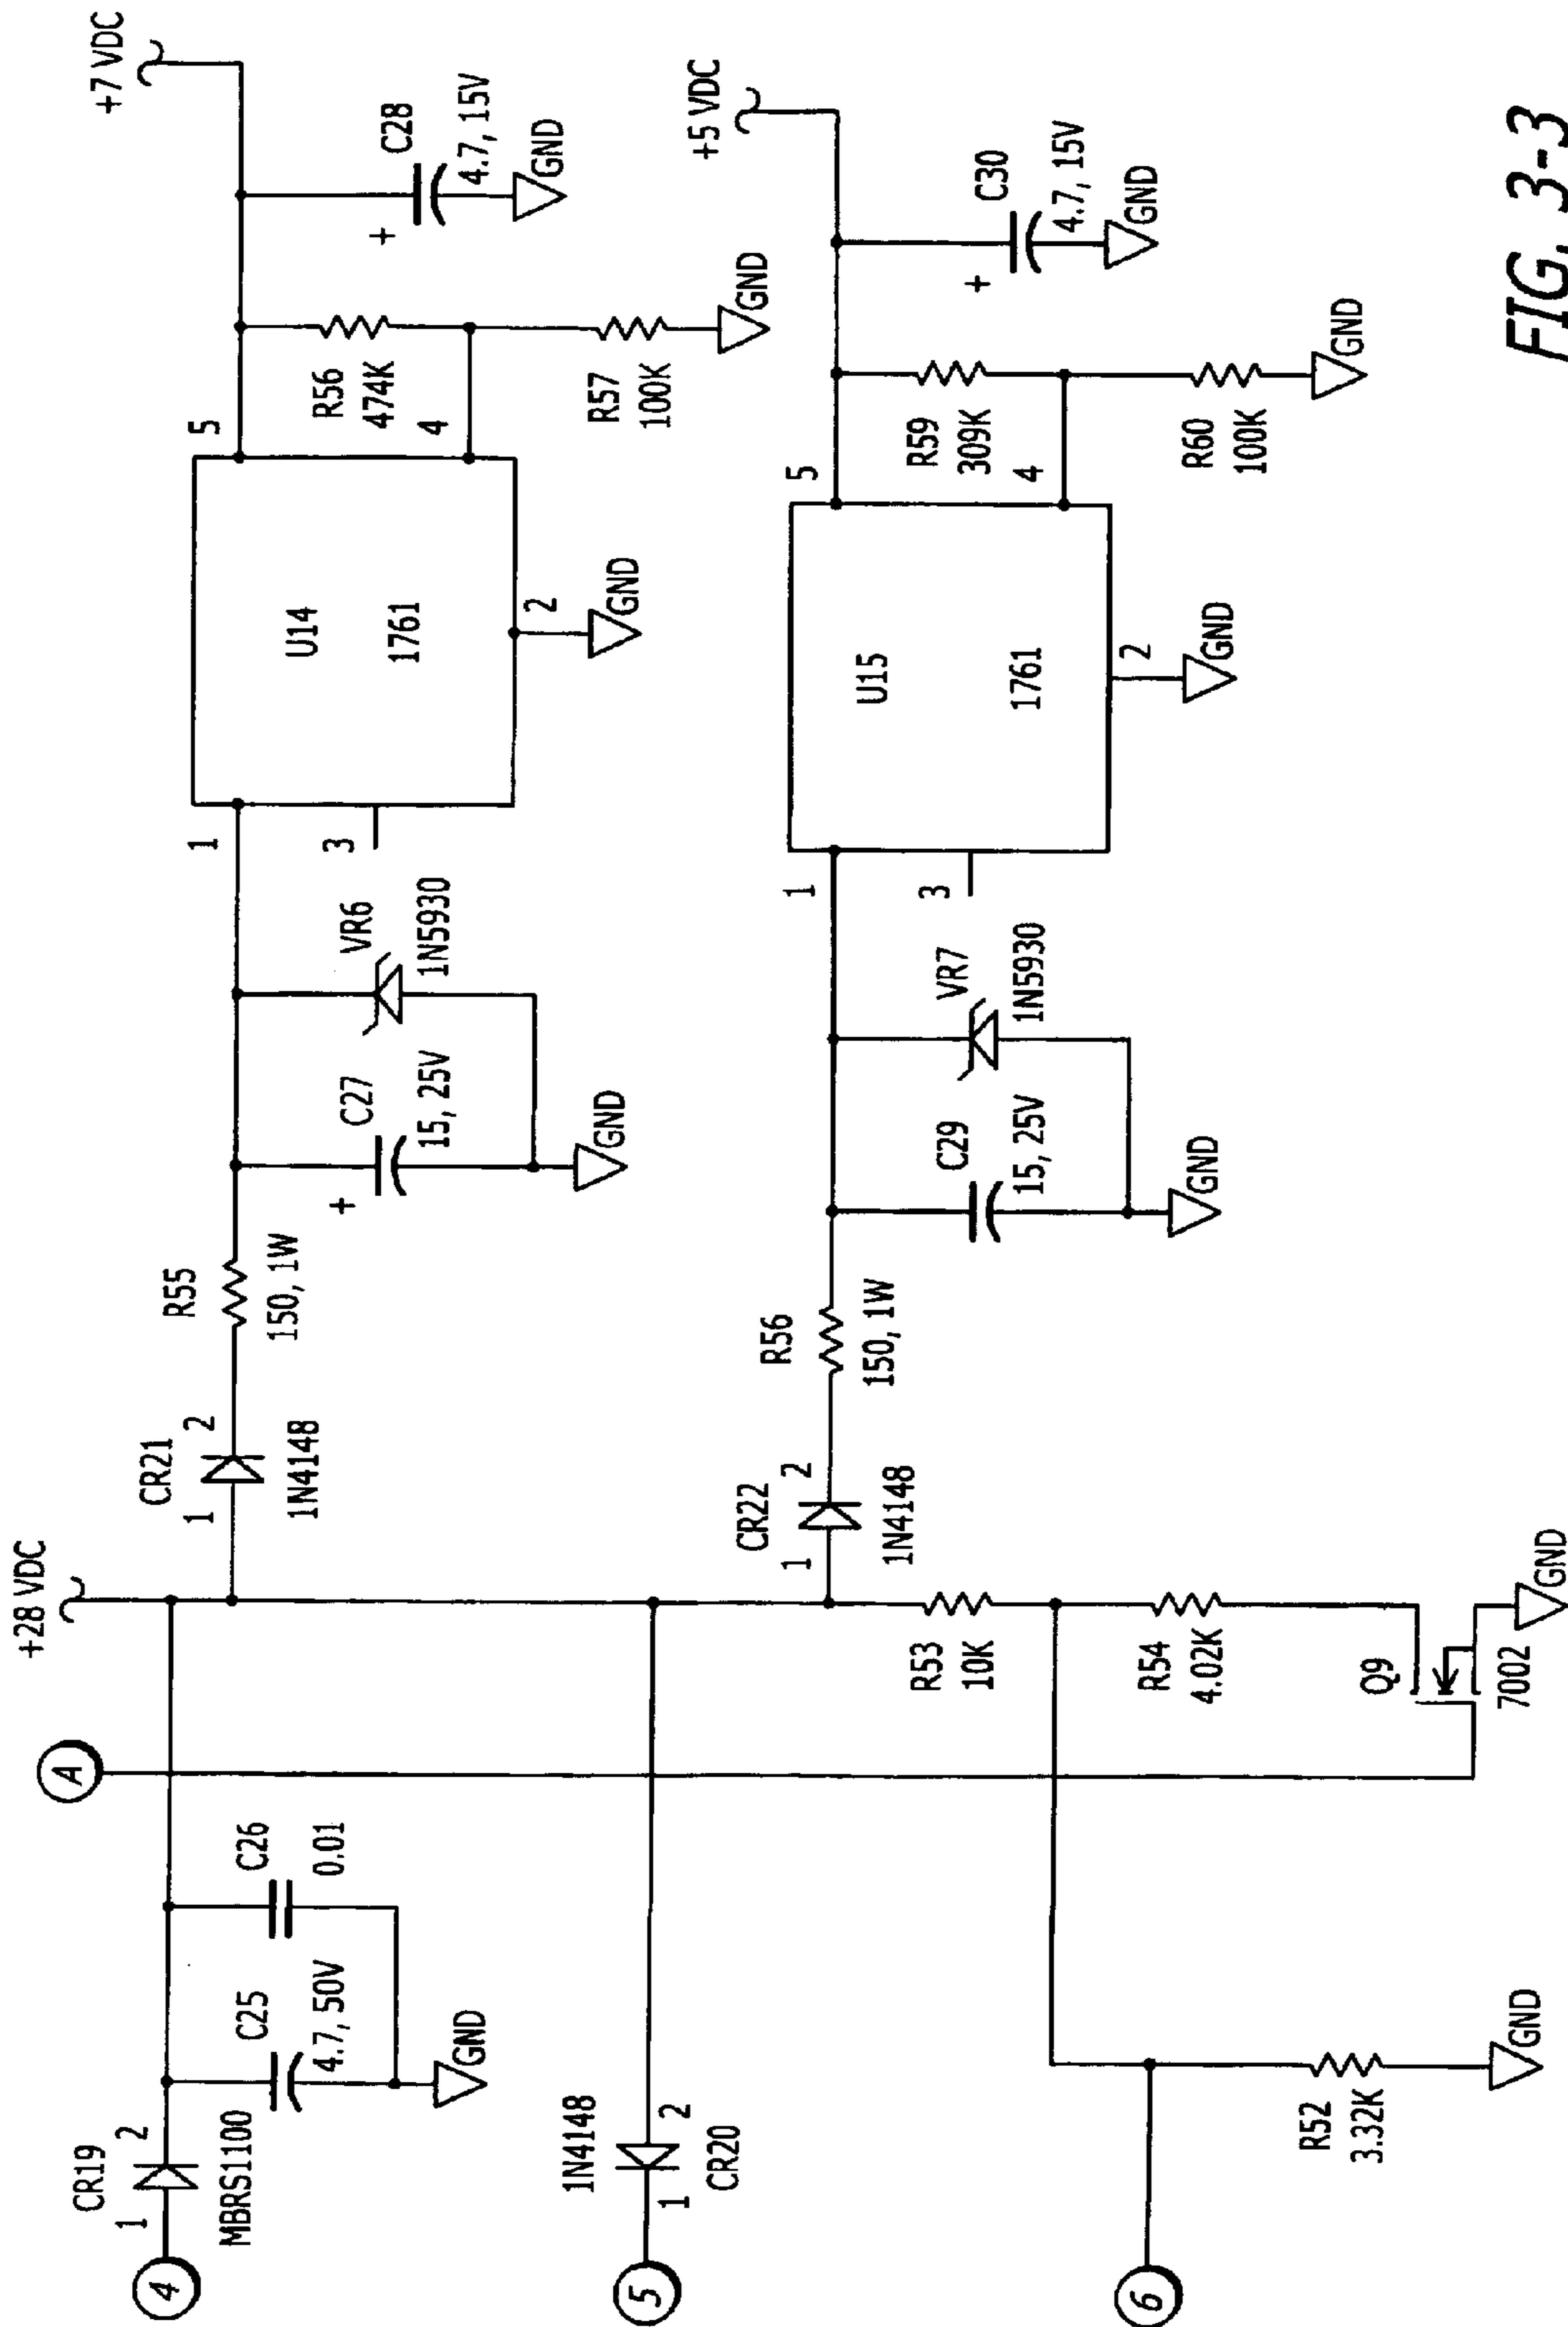 4
1
CR19
2
MBRS1100
C25
4.7, 50V
C26
0.01
GND
A
+28 VDC
1
CR21
2
1N4148
R55
150, 1W
+
C27
15, 25V
GND
VR6
1N5930
1
3
U14
1761
2
GND
5
4
R56
474K
R57
100K
GND
+
C28
4.7, 15V
GND
+7 VDC
5
1
1N4148
2
CR20
1
CR22
2
1N4148
R56
150, 1W
C29
15, 25V
GND
VR7
1N5930
1
3
U15
1761
2
GND
5
4
R59
309K
R60
100K
GND
+
C30
4.7, 15V
GND
+5 VDC
6
R52
3.32K
GND
R53
10K
R54
4.02K
Q9
7002
GND
FIG. 3-3